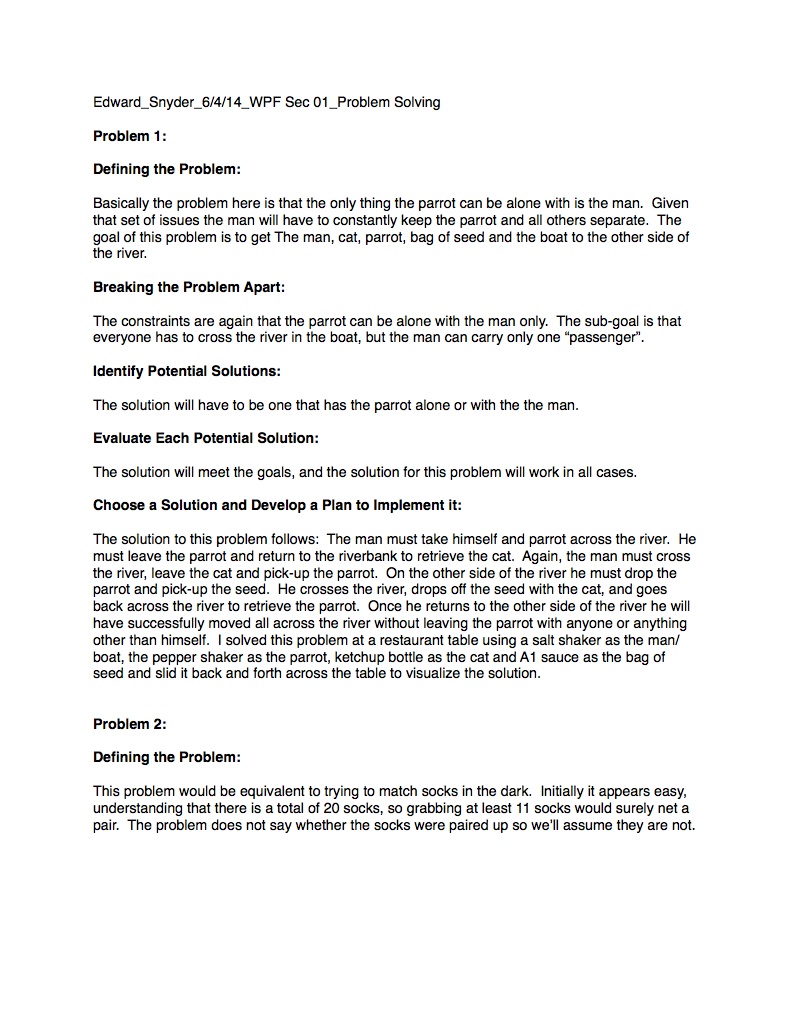 Edward_Snyder_6/4/14_WPF Sec 01_Problem Solving
Problem 1:
Defining the Problem:
Basically the problem here is that the only thing the parrot can be alone with is the man.  Given
that set of issues the man will have to constantly keep the parrot and all others separate.  The
goal of this problem is to get The man, cat, parrot, bag of seed and the boat to the other side of
the river.
Breaking the Problem Apart:
The constraints are again that the parrot can be alone with the man only.  The sub-goal is that
everyone has to cross the river in the boat, but the man can carry only one “passenger”.
Identify Potential Solutions:
The solution will have to be one that has the parrot alone or with the the man.
Evaluate Each Potential Solution:
The solution will meet the goals, and the solution for this problem will work in all cases.
Choose a Solution and Develop a Plan to Implement it:
The solution to this problem follows:  The man must take himself and parrot across the river.  He
must leave the parrot and return to the riverbank to retrieve the cat.  Again, the man must cross
the river, leave the cat and pick-up the parrot.  On the other side of the river he must drop the
parrot and pick-up the seed.  He crosses the river, drops off the seed with the cat, and goes
back across the river to retrieve the parrot.  Once he returns to the other side of the river he will
have successfully moved all across the river without leaving the parrot with anyone or anything
other than himself.  I solved this problem at a restaurant table using a salt shaker as the man/
boat, the pepper shaker as the parrot, ketchup bottle as the cat and A1 sauce as the bag of
seed and slid it back and forth across the table to visualize the solution.
Problem 2:
Defining the Problem:
This problem would be equivalent to trying to match socks in the dark.  Initially it appears easy,
understanding that there is a total of 20 socks, so grabbing at least 11 socks would surely net a
pair.  The problem does not say whether the socks were paired up so we’ll assume they are not.